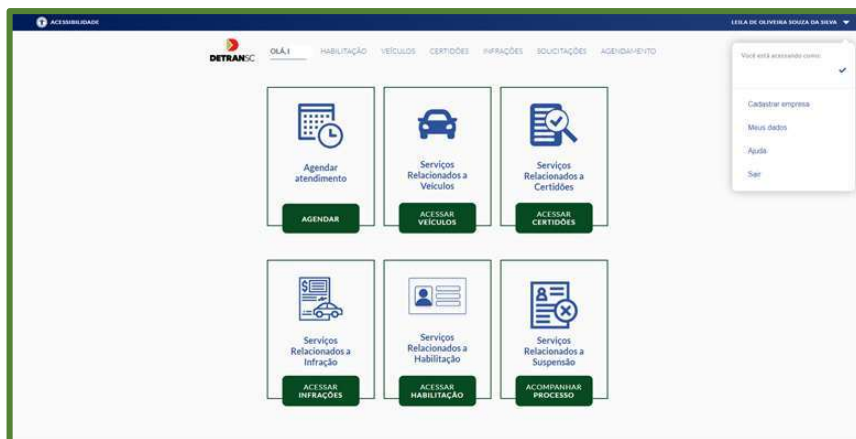 ACESSIBILIDADE
LEILA DE OLIVEIRA SOUZA DA SILVA
DETRANSC
OLÁ, I
HABILITAÇÃO
VEÍCULOS
CERTIDÕES
INFRAÇÕES
SOLICITAÇÕES
AGENDAMENTO
Você está acessando como:
Cadastrar empresa
Meus dados
Ajuda
Sair
Agendar
atendimento
AGENDAR
Serviços
Relacionados a
Veículos
ACESSAR
VEÍCULOS
Serviços
Relacionados a
Certidões
ACESSAR
CERTIDÕES
Serviços
Relacionados a
Infração
ACESSAR
INFRAÇÕES
Serviços
Relacionados a
Habilitação
ACESSAR
HABILITAÇÃO
Serviços
Relacionados a
Suspensão
ACOMPANHAR
PROCESSO